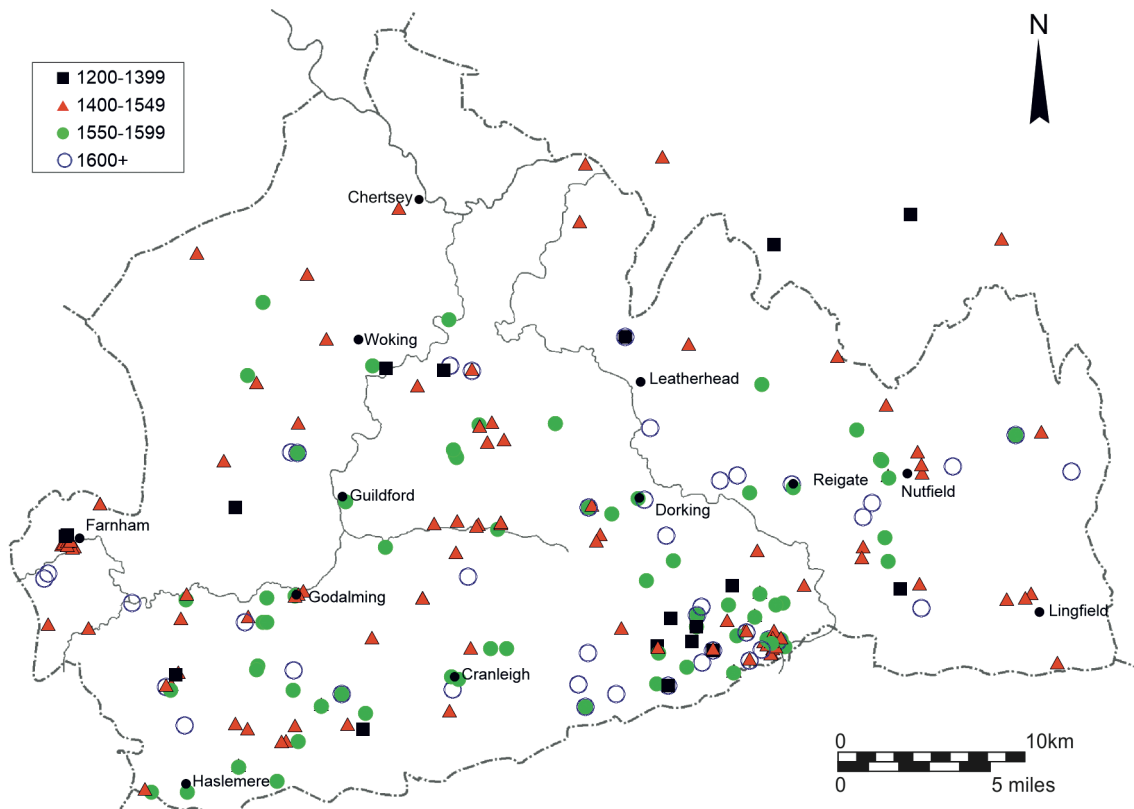 N
1200-1399
1400-1549
1550-1599
1600+
Chertsey
Woking
Leatherhead
Guildford
Dorking
Reigate
Nutfield
Farnham
Godalming
Lingfield
Cranleigh
Haslemere
0 10km
0 5 miles